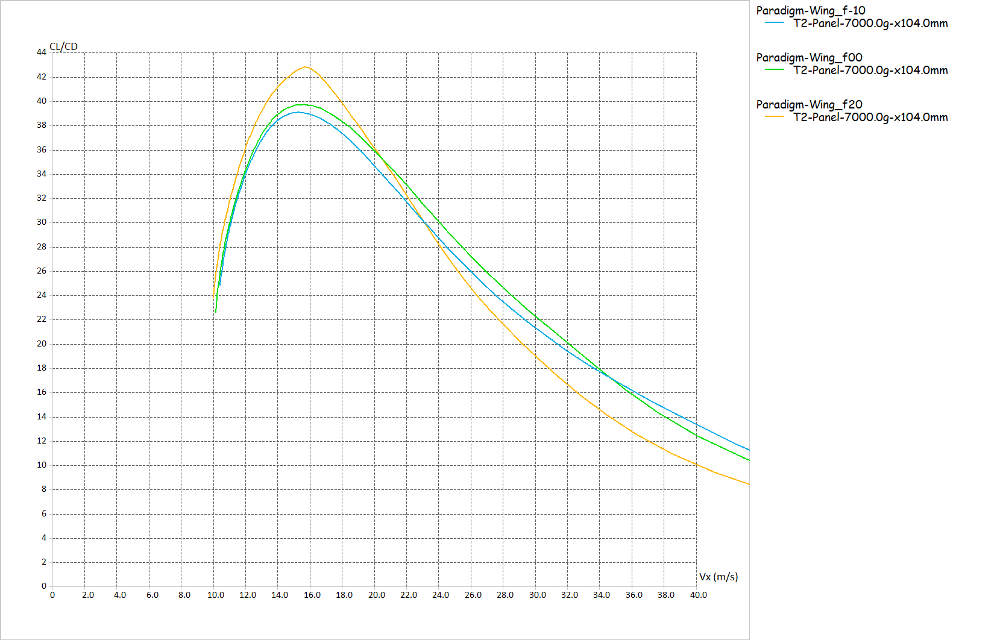 CL/CD
44
42
40
38
36
34
32
30
28
26
24
22
20
18
16
14
12
10
8
6
4
2
0
Vx (m/s)
0 2.0 4.0 6.0 8.0 10.0 12.0 14.0 16.0 18.0 20.0 22.0 24.0 26.0 28.0 30.0 32.0 34.0 36.0 38.0 40.0
Paradigm-Wing_f-10
T2-Panel-7000.0g-x104.0mm
Paradigm-Wing_f00
T2-Panel-7000.0g-x104.0mm
Paradigm-Wing_f20
T2-Panel-7000.0g-x104.0mm